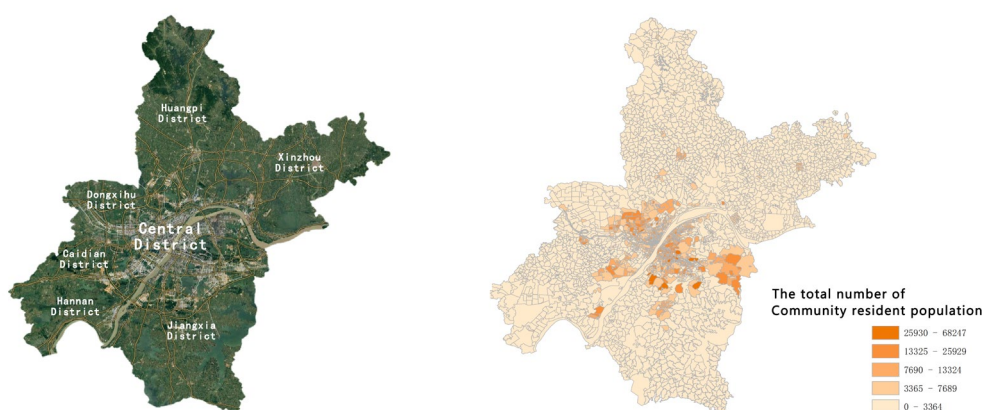 Huangpi
District
Xinzhou
District
Dongxihu
District
Central
District
Caidian
District
Hannan
District
Jiangxia
District
The total number of
Community resident population
25930 - 68247
13325 - 25929
7690 - 13324
3365 - 7689
0 - 3364